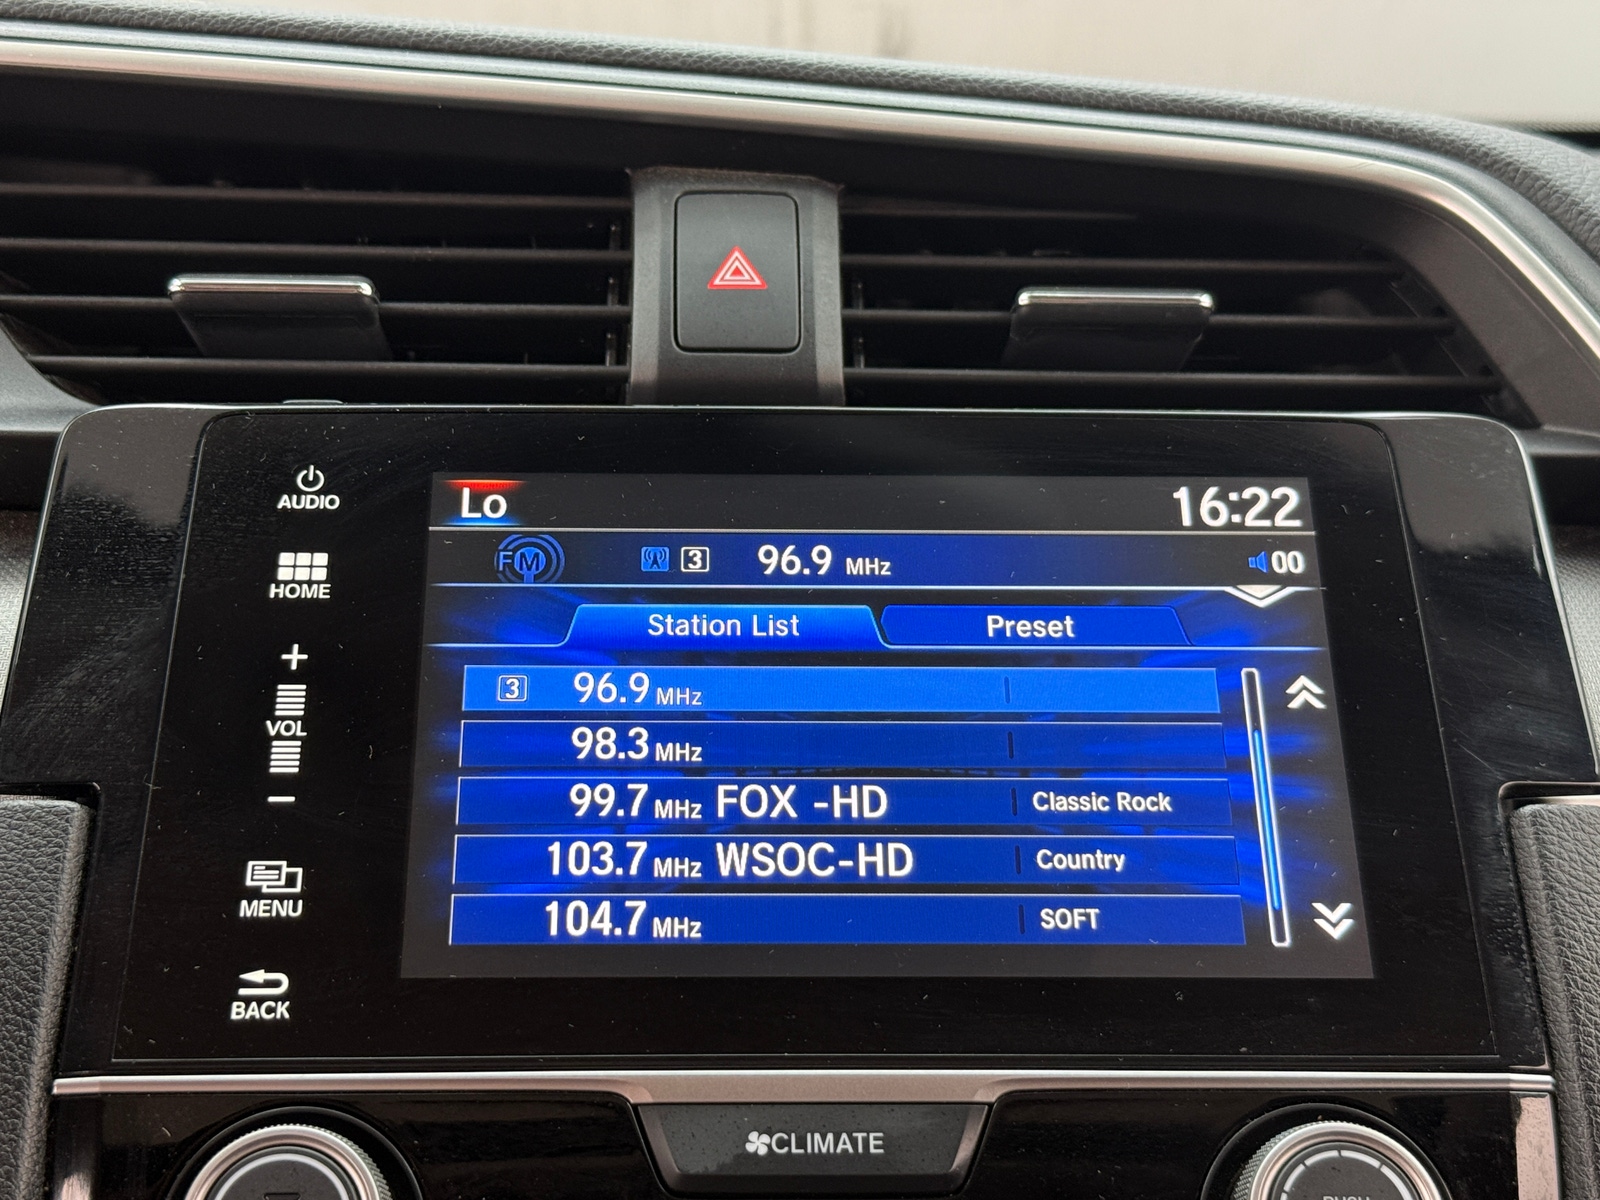 AUDIO
HOME
+
VOL
−
MENU
BACK
Lo 16:22
FM 3 96.9 MHz 00
Station List Preset
3 96.9 MHz
98.3 MHz
99.7 MHz FOX -HD Classic Rock
103.7 MHz WSOC-HD Country
104.7 MHz SOFT
CLIMATE